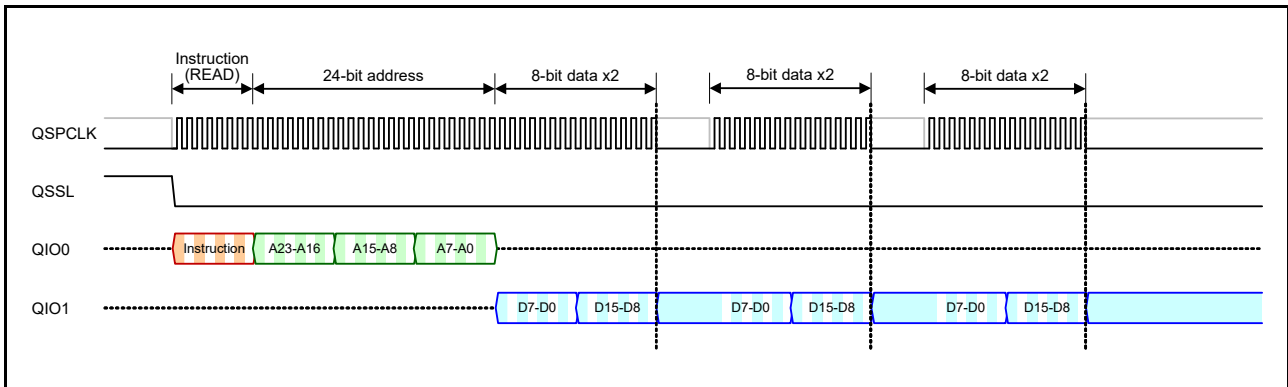 Instruction
(READ)
24-bit address
8-bit data x2
8-bit data x2
8-bit data x2
QSPCLK
QSSL
QIO0
Instruction
A23-A16
A15-A8
A7-A0
QIO1
D7-D0
D15-D8
D7-D0
D15-D8
D7-D0
D15-D8